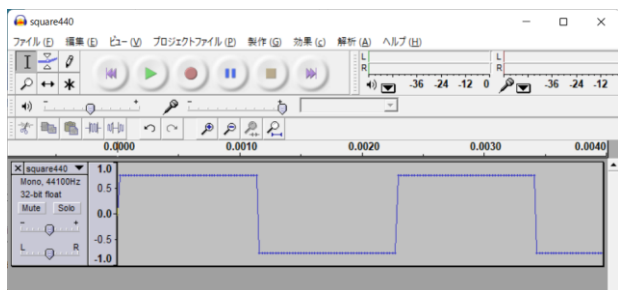 square440
ファイル(F) 編集(E) ビュー(V) プロジェクトファイル(P) 製作(G) 効果(c) 解析(A) ヘルプ(H)
L
R
-36 -24 -12 0
L
R
-36 -24 -12
- +
- +
0.0000 0.0010 0.0020 0.0030 0.0040
square440
Mono, 44100Hz
32-bit float
Mute Solo
- +
L R
1.0
0.5
0.0
-0.5
-1.0